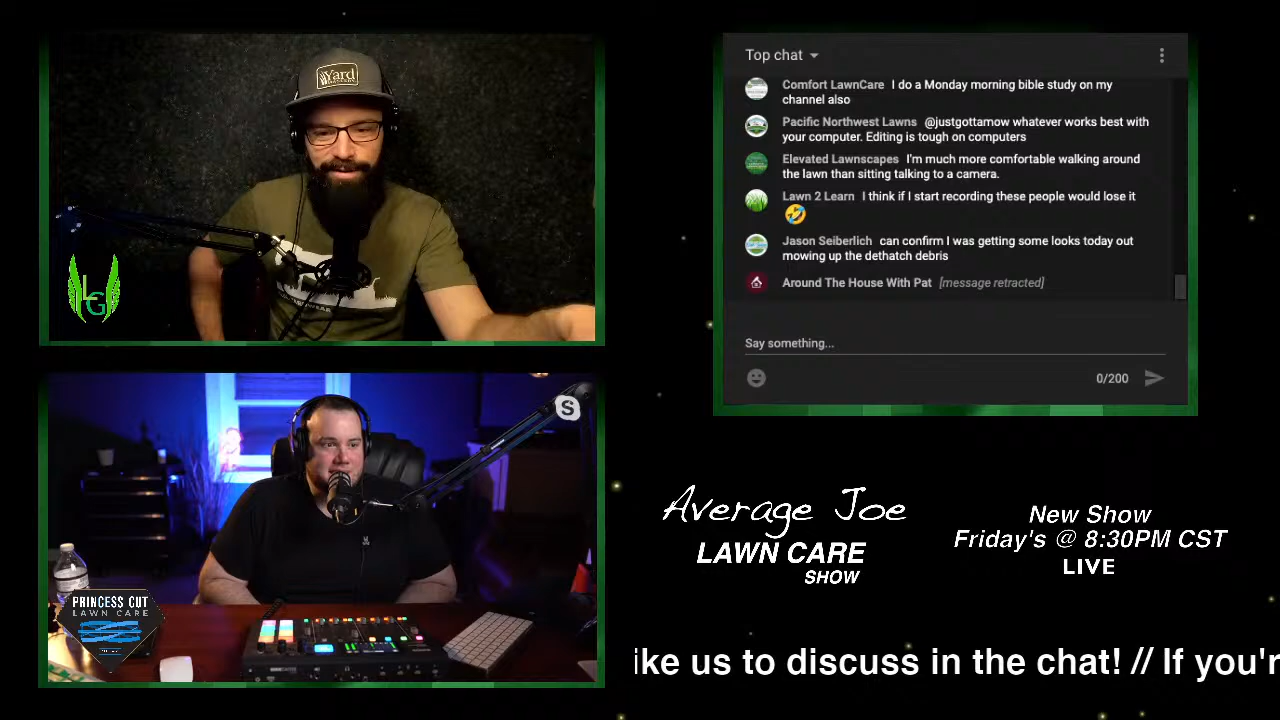 Yard
LG
PRINCESS CUT
LAWN CARE
Top chat
Comfort LawnCare I do a Monday morning bible study on my
channel also
Pacific Northwest Lawns @justgottamow whatever works best with
your computer. Editing is tough on computers
Elevated Lawnscapes I'm much more comfortable walking around
the lawn than sitting talking to a camera.
Lawn 2 Learn I think if I start recording these people would lose it
🤣
Jason Seiberlich can confirm I was getting some looks today out
mowing up the dethatch debris
Around The House With Pat [message retracted]
Say something...
0/200
Average Joe
LAWN CARE
SHOW
New Show
Friday's @ 8:30PM CST
LIVE
ike us to discuss in the chat! // If you'r